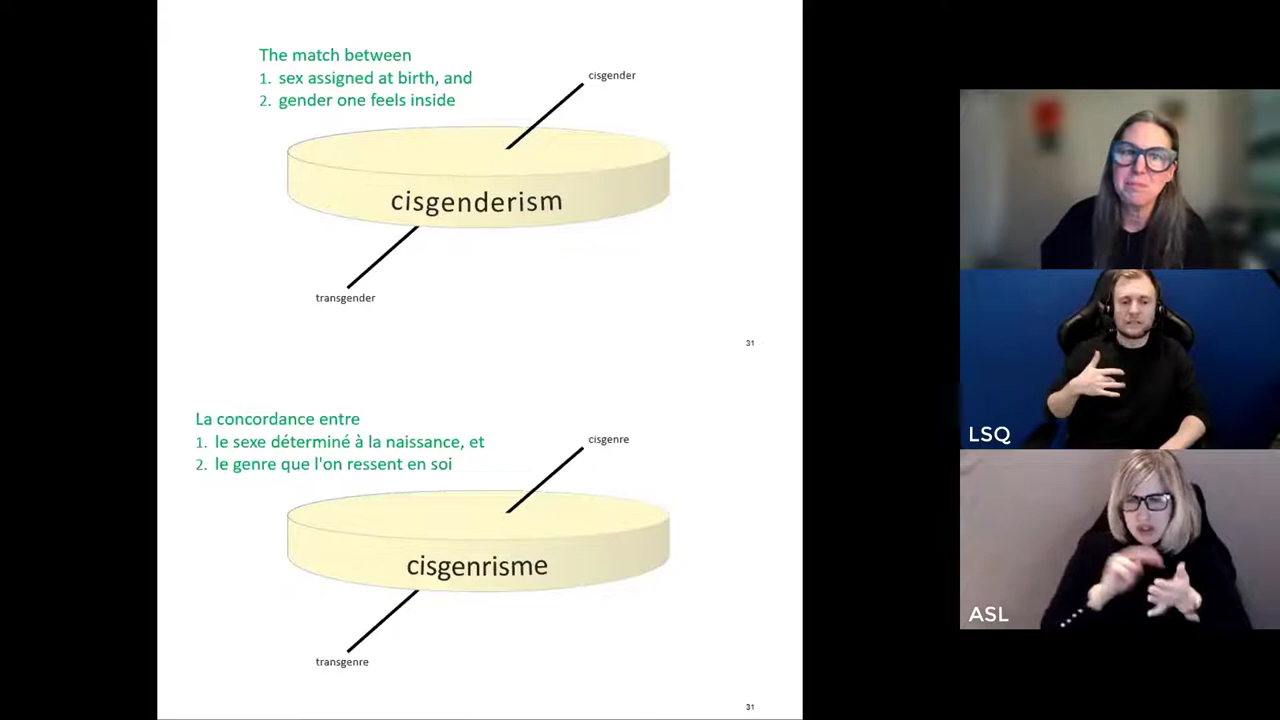 The match between
1. sex assigned at birth, and
2. gender one feels inside
cisgender
cisgenderism
transgender
31
La concordance entre
1. le sexe déterminé à la naissance, et
2. le genre que l'on ressent en soi
cisgenre
cisgenrisme
transgenre
31
LSQ
ASL